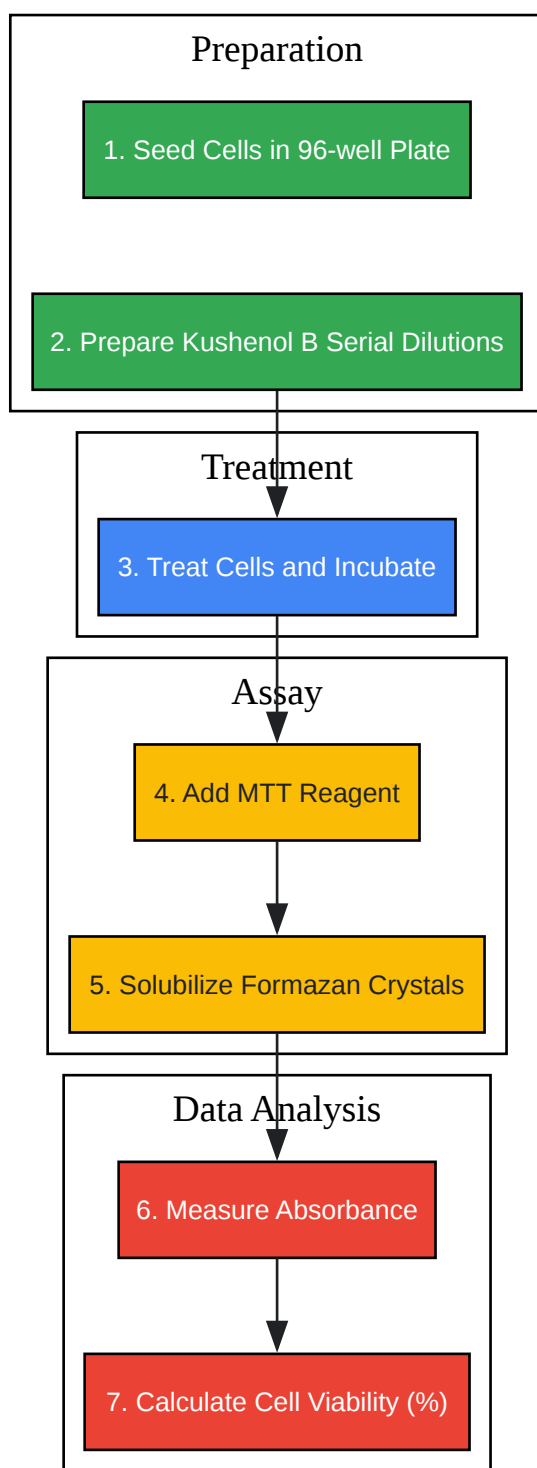 Preparation
1. Seed Cells in 96-well Plate
2. Prepare Kushenol B Serial Dilutions
Treatment
3. Treat Cells and Incubate
Assay
4. Add MTT Reagent
5. Solubilize Formazan Crystals
Data Analysis
6. Measure Absorbance
7. Calculate Cell Viability (%)